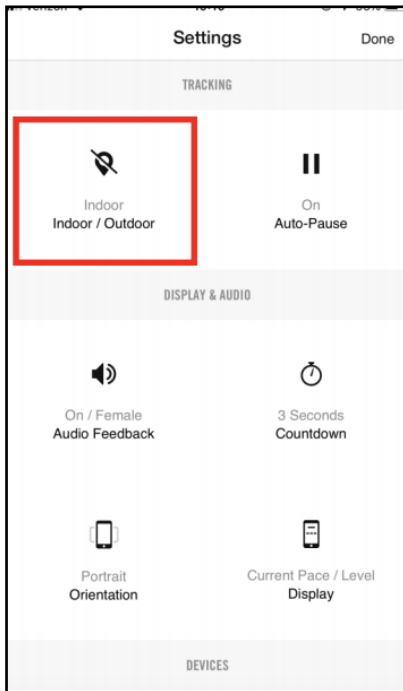 Settings
Done
TRACKING
Indoor
Indoor / Outdoor
On
Auto-Pause
DISPLAY & AUDIO
On / Female
Audio Feedback
3 Seconds
Countdown
Portrait
Orientation
Current Pace / Level
Display
DEVICES